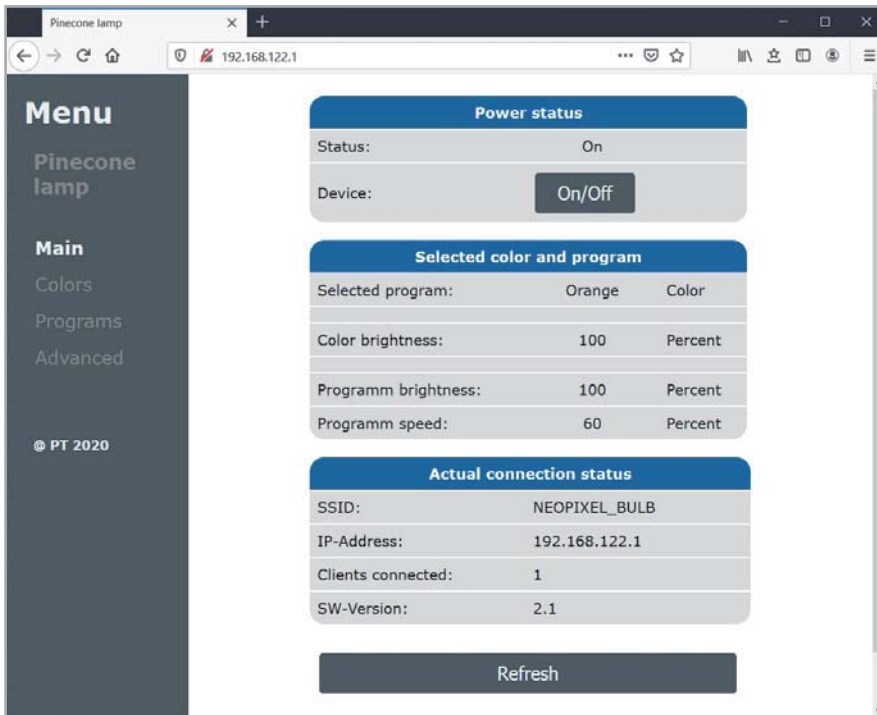 Pinecone lamp
192.168.122.1
Menu
Pinecone
lamp
Main
Colors
Programs
Advanced
@ PT 2020
Power status
Status: On
Device: On/Off
Selected color and program
Selected program: Orange Color
Color brightness: 100 Percent
Programm brightness: 100 Percent
Programm speed: 60 Percent
Actual connection status
SSID: NEOPIXEL_BULB
IP-Address: 192.168.122.1
Clients connected: 1
SW-Version: 2.1
Refresh